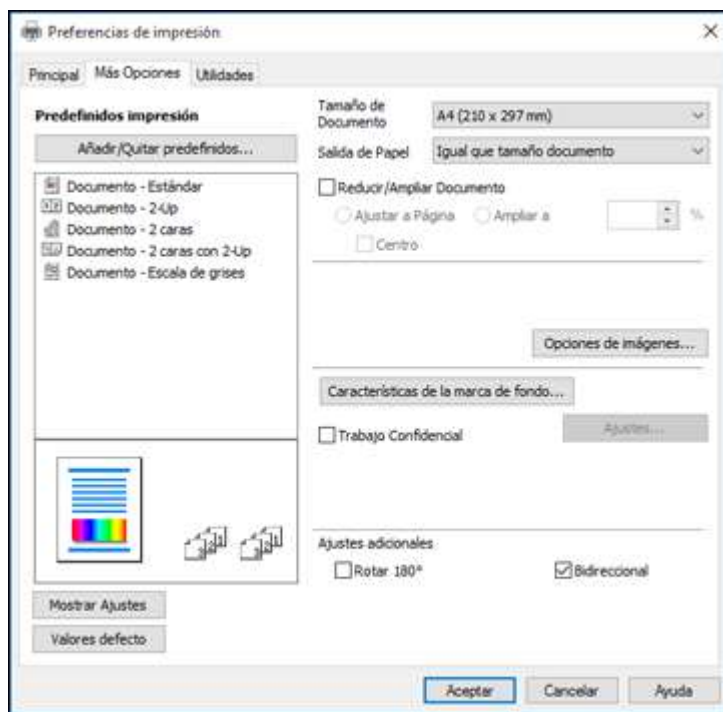 Preferencias de impresión
Principal
Más Opciones
Utilidades
Predefinidos impresión
Añadir/Quitar predefinidos...
Documento - Estándar
Documento - 2-Up
Documento - 2 caras
Documento - 2 caras con 2-Up
Documento - Escala de grises
Mostrar Ajustes
Valores defecto
Tamaño de
Documento
A4 (210 x 297 mm)
Salida de Papel
Igual que tamaño documento
Reducir/Ampliar Documento
Ajustar a Página
Ampliar a
%
Centro
Opciones de imágenes...
Características de la marca de fondo...
Trabajo Confidencial
Ajustes...
Ajustes adicionales
Rotar 180°
Bidireccional
Aceptar
Cancelar
Ayuda